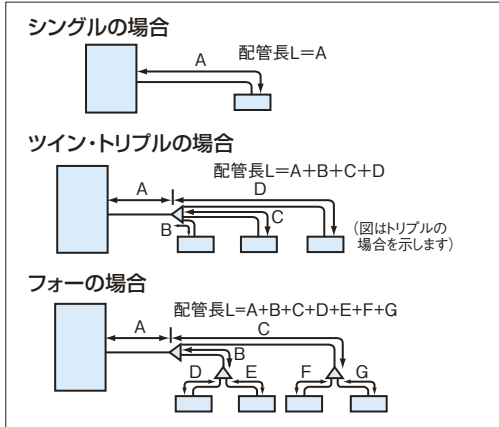 シングルの場合
配管長L=A
A
ツイン・トリプルの場合
配管長L=A+B+C+D
A
D
C
B
(図はトリプルの
場合を示します)
フォーの場合
配管長L=A+B+C+D+E+F+G
A
C
B
D
E
F
G